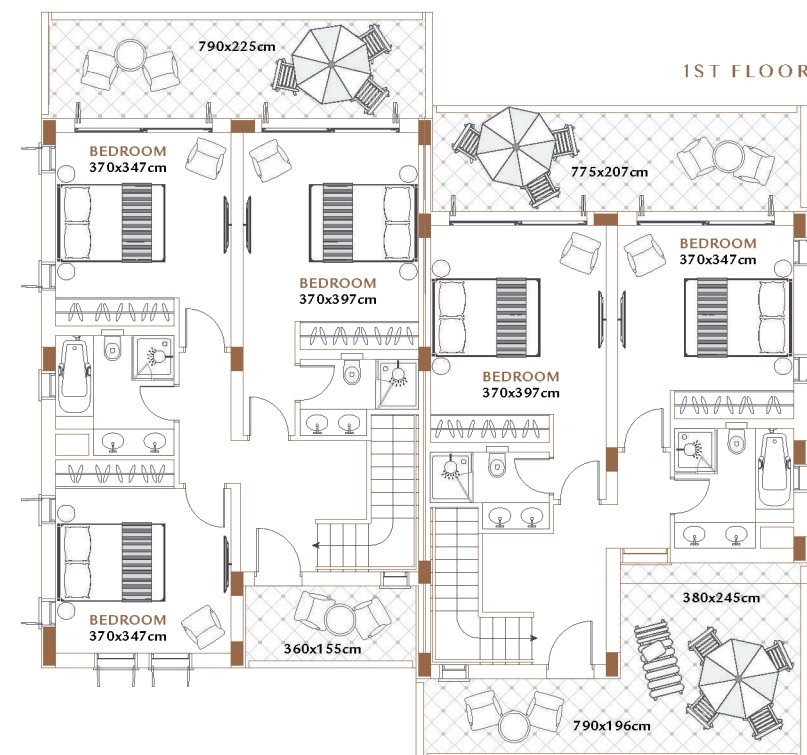 790x225cm
1ST FLOOR
BEDROOM
370x347cm
775x207cm
BEDROOM
370x347cm
BEDROOM
370x397cm
BEDROOM
370x397cm
380x245cm
BEDROOM
370x347cm
360x155cm
790x196cm